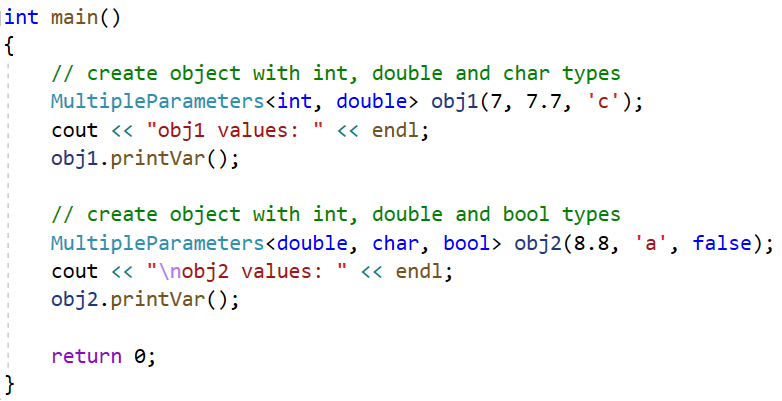 int main()
{
    // create object with int, double and char types
    MultipleParameters<int, double> obj1(7, 7.7, 'c');
    cout << "obj1 values: " << endl;
    obj1.printVar();

    // create object with int, double and bool types
    MultipleParameters<double, char, bool> obj2(8.8, 'a', false);
    cout << "\nobj2 values: " << endl;
    obj2.printVar();

    return 0;
}